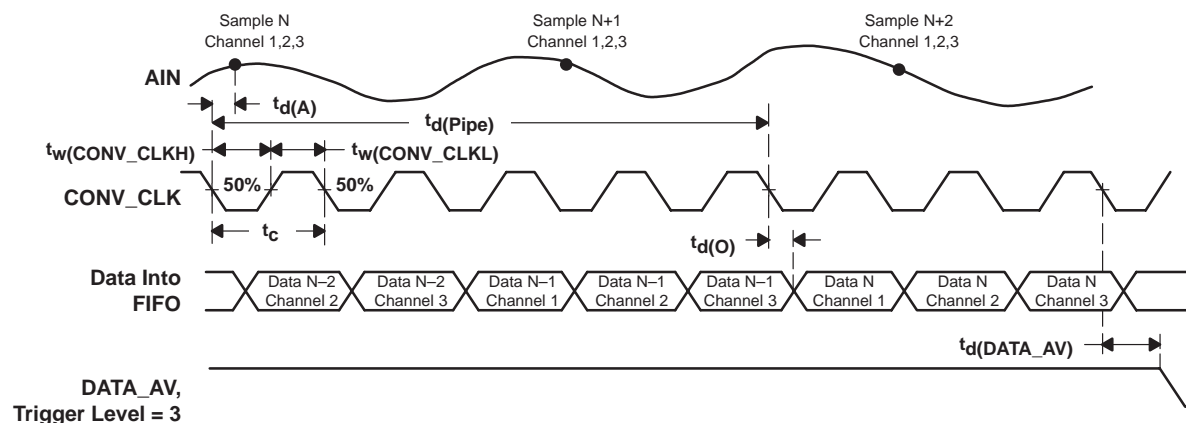 Sample N
Channel 1,2,3
Sample N+1
Channel 1,2,3
Sample N+2
Channel 1,2,3
AIN
td(A)
td(Pipe)
tw(CONV_CLKH)
tw(CONV_CLKL)
50%
50%
CONV_CLK
tc
td(O)
Data Into
FIFO
Data N–2
Channel 2
Data N–2
Channel 3
Data N–1
Channel 1
Data N–1
Channel 2
Data N–1
Channel 3
Data N
Channel 1
Data N
Channel 2
Data N
Channel 3
td(DATA_AV)
DATA_AV,
Trigger Level = 3